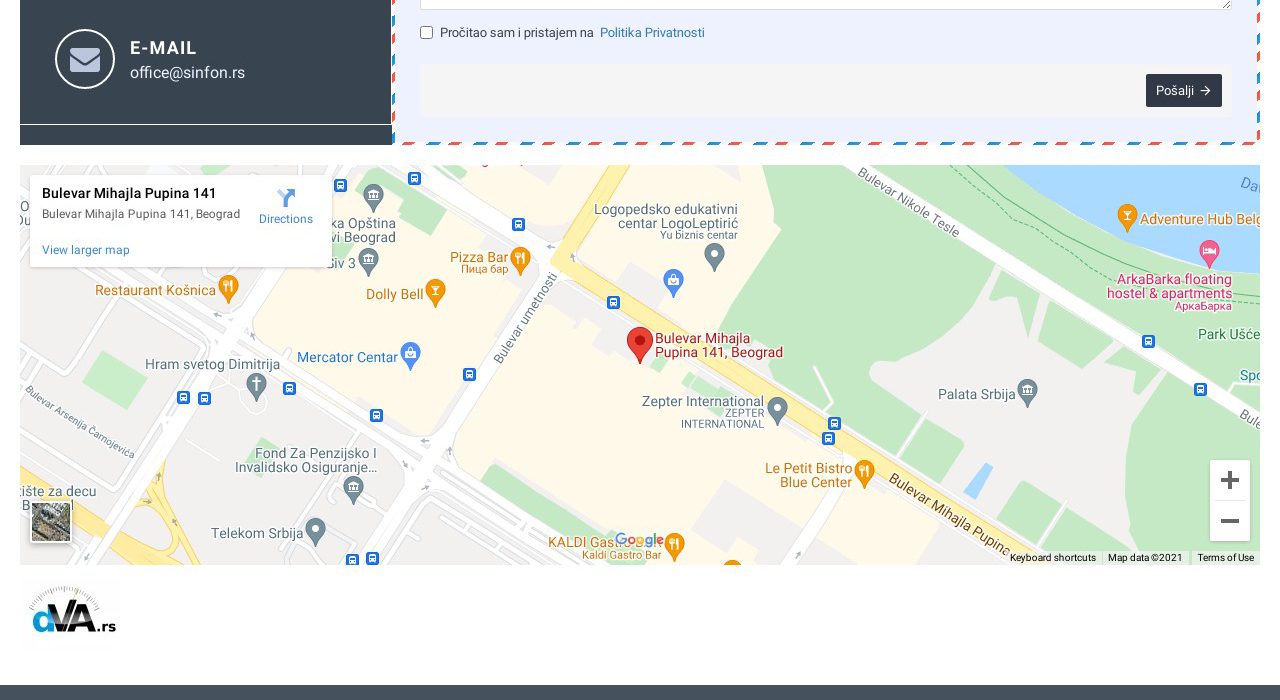 E-MAIL
office@sinfon.rs
Pročitao sam i pristajem na Politika Privatnosti
Pošalji
Bulevar Mihajla Pupina 141
Bulevar Mihajla Pupina 141, Beograd
Directions
View larger map
ka Opština
vi Beograd
Siv 3
Restaurant Košnica
Pizza Bar
Пица бар
Dolly Bell
Logopedsko edukativni
centar LogoLeptirić
Yu biznis centar
Bulevar Nikole Tesle
Adventure Hub Belg
ArkaBarka floating
hostel & apartments
АркаБарка
Park Ušće
Bulevar umetnosti
Bulevar Mihajla
Pupina 141, Beograd
Mercator Centar
Hram svetog Dimitrija
Bulevar Arsenija Čarnojevića
Zepter International
ZEPTER
INTERNATIONAL
Palata Srbija
Spo
Bule
Fond Za Penzijsko I
Invalidsko Osiguranje...
Le Petit Bistro
Blue Center
Bulevar Mihajla Pupina
tište za decu
Telekom Srbija
KALDI Gastro Bar
Kaldi Gastro Bar
Google
Keyboard shortcuts
Map data ©2021
Terms of Use
dVA.rs